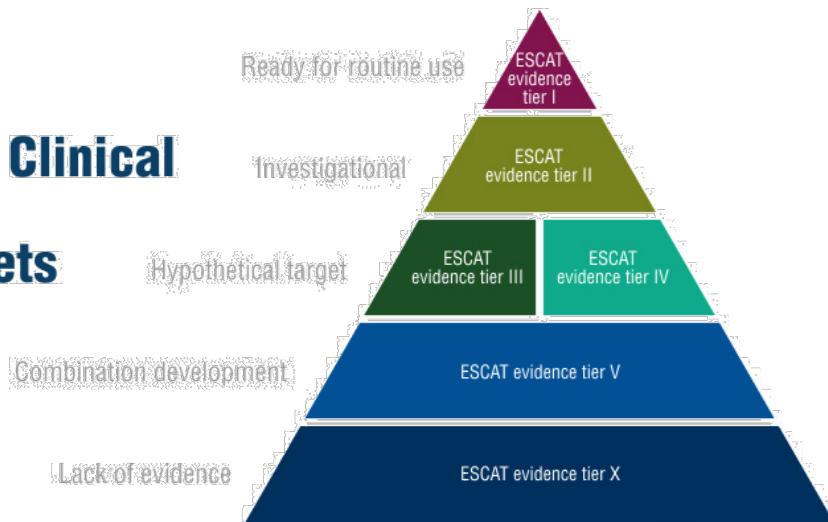 Ready for routine use
ESCAT
evidence
tier I
Clinical
Investigational
ESCAT
evidence tier II
ets
Hypothetical target
ESCAT
evidence tier III
ESCAT
evidence tier IV
Combination development
ESCAT evidence tier V
Lack of evidence
ESCAT evidence tier X